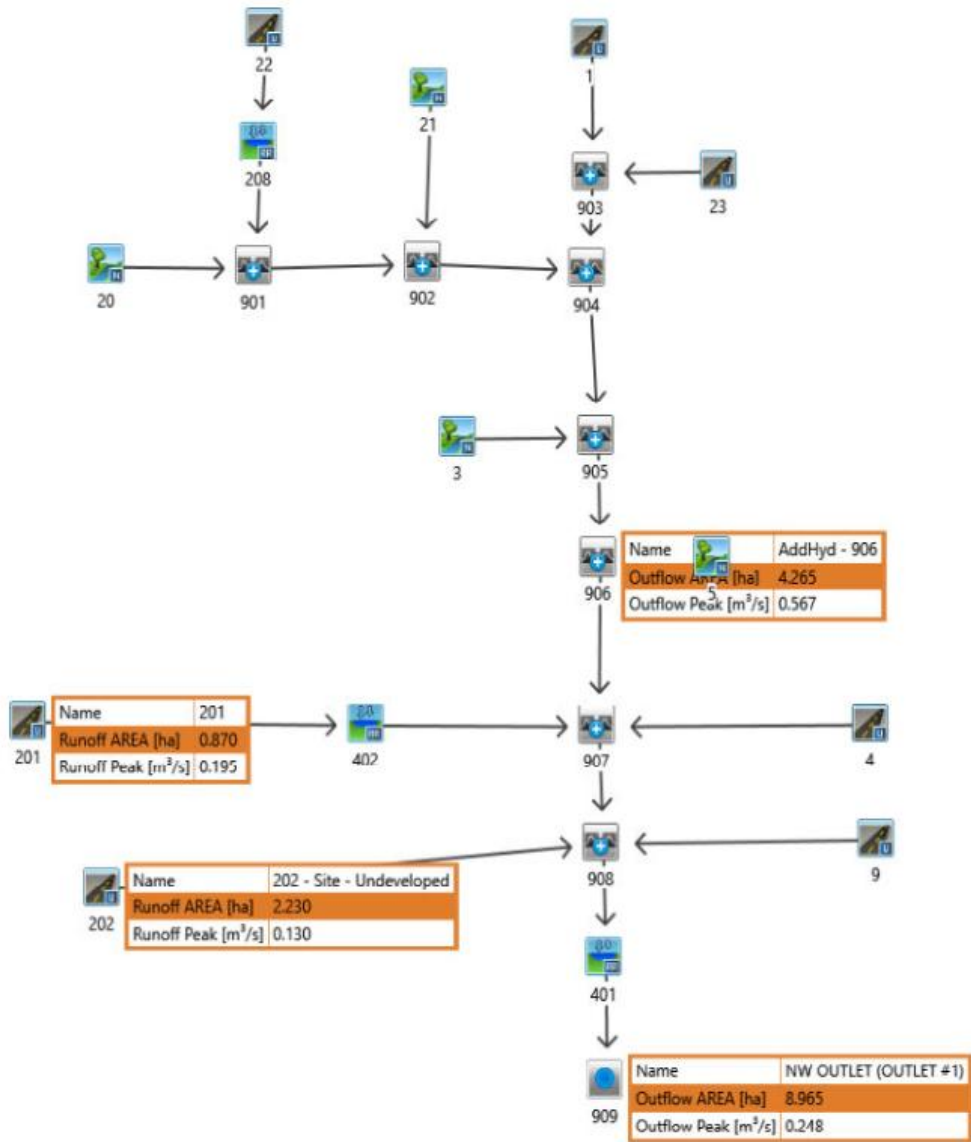 22
1
21
208
903
23
20
901
902
904
3
905
906
Name AddHyd - 906
Outflow AREA [ha] 4.265
5
Outflow Peak [m³/s] 0.567
201
Name 201
Runoff AREA [ha] 0.870
Runoff Peak [m³/s] 0.195
402
907
4
202
Name 202 - Site - Undeveloped
Runoff AREA [ha] 2.230
Runoff Peak [m³/s] 0.130
908
9
401
909
Name NW OUTLET (OUTLET #1)
Outflow AREA [ha] 8.965
Outflow Peak [m³/s] 0.248